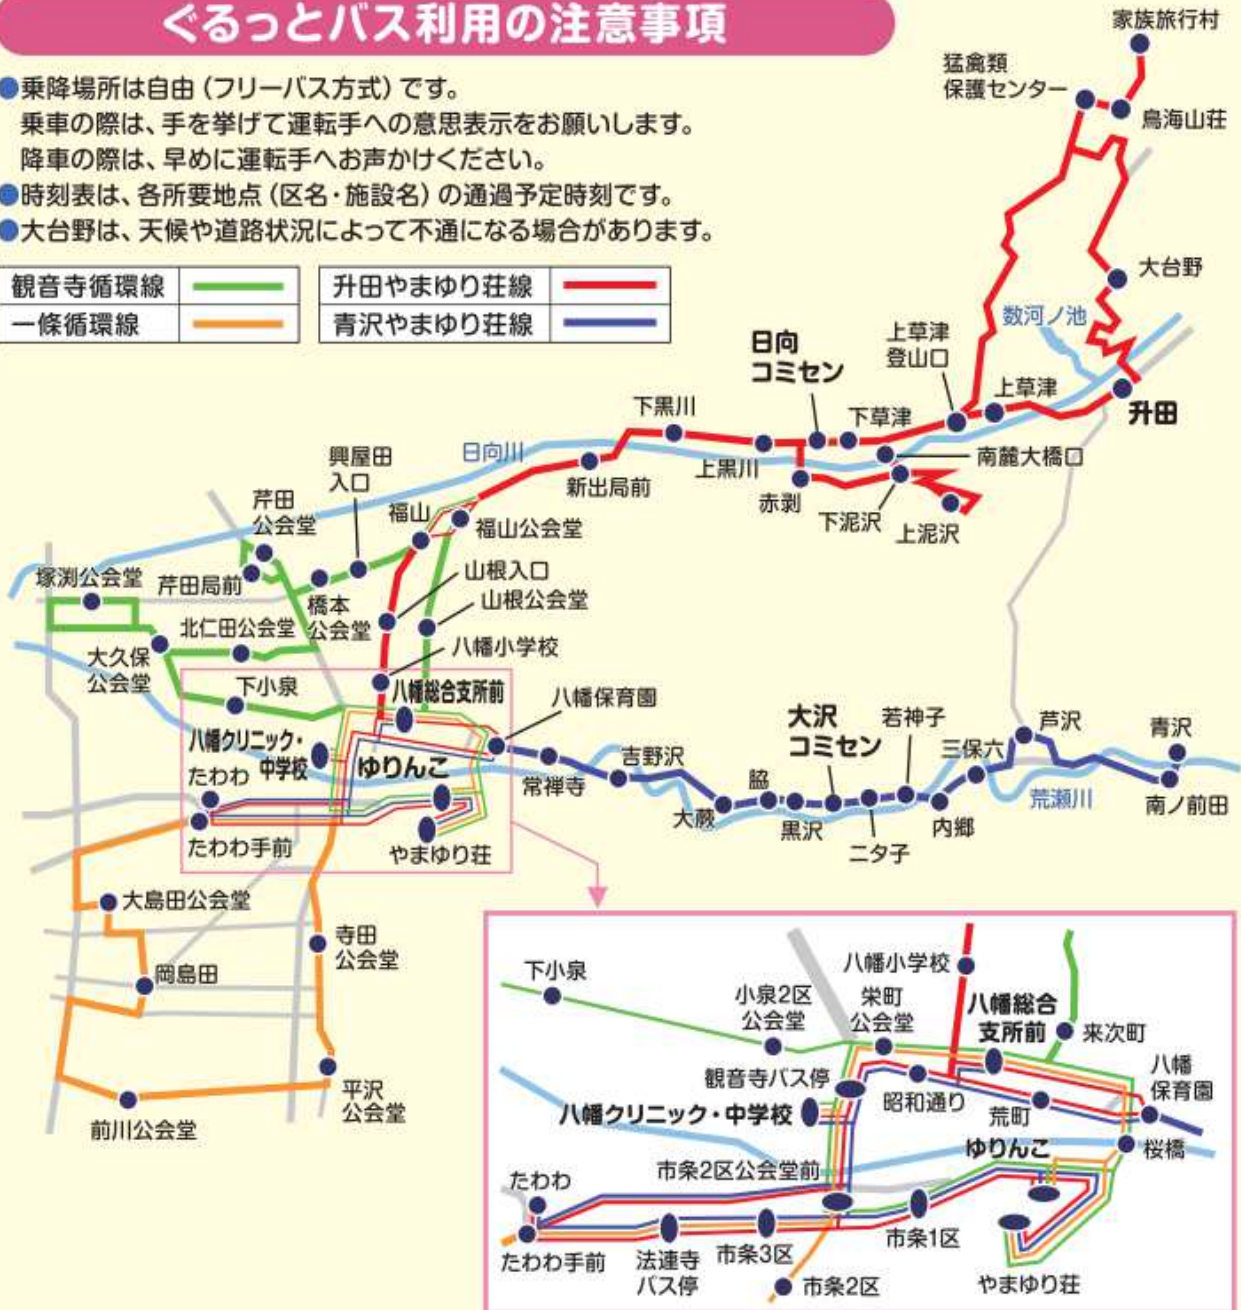 ぐるっとバス利用の注意事項
●乗降場所は自由（フリーバス方式）です。
乗車の際は、手を挙げて運転手への意思表示をお願いします。
降車の際は、早めに運転手へお声かけください。
●時刻表は、各所要地点（区名・施設名）の通過予定時刻です。
●大台野は、天候や道路状況によって不通になる場合があります。
観音寺循環線
升田やまゆり荘線
一條循環線
青沢やまゆり荘線
家族旅行村
猛禽類
保護センター
鳥海山荘
大台野
数河ノ池
上草津
登山口
上草津
升田
日向
コミセン
下草津
南麓大橋口
下黒川
上黒川
赤剥
下泥沢
上泥沢
日向川
新出局前
興屋田
入口
福山
福山公会堂
芹田
公会堂
芹田局前
橋本
公会堂
山根入口
山根公会堂
八幡小学校
塚渕公会堂
北仁田公会堂
大久保
公会堂
下小泉
八幡総合支所前
八幡保育園
八幡クリニック・
中学校
たわわ
ゆりんこ
たわわ手前
やまゆり荘
常禅寺
吉野沢
大蕨
脇
黒沢
大沢
コミセン
二タ子
若神子
内郷
三保六
芦沢
荒瀬川
青沢
南ノ前田
大島田公会堂
岡島田
寺田
公会堂
平沢
公会堂
前川公会堂
下小泉
小泉2区
公会堂
栄町
公会堂
八幡小学校
八幡総合
支所前
来次町
八幡
保育園
観音寺バス停
昭和通り
荒町
八幡クリニック・中学校
ゆりんこ
桜橋
市条2区公会堂前
たわわ
たわわ手前
法連寺
バス停
市条3区
市条2区
市条1区
やまゆり荘